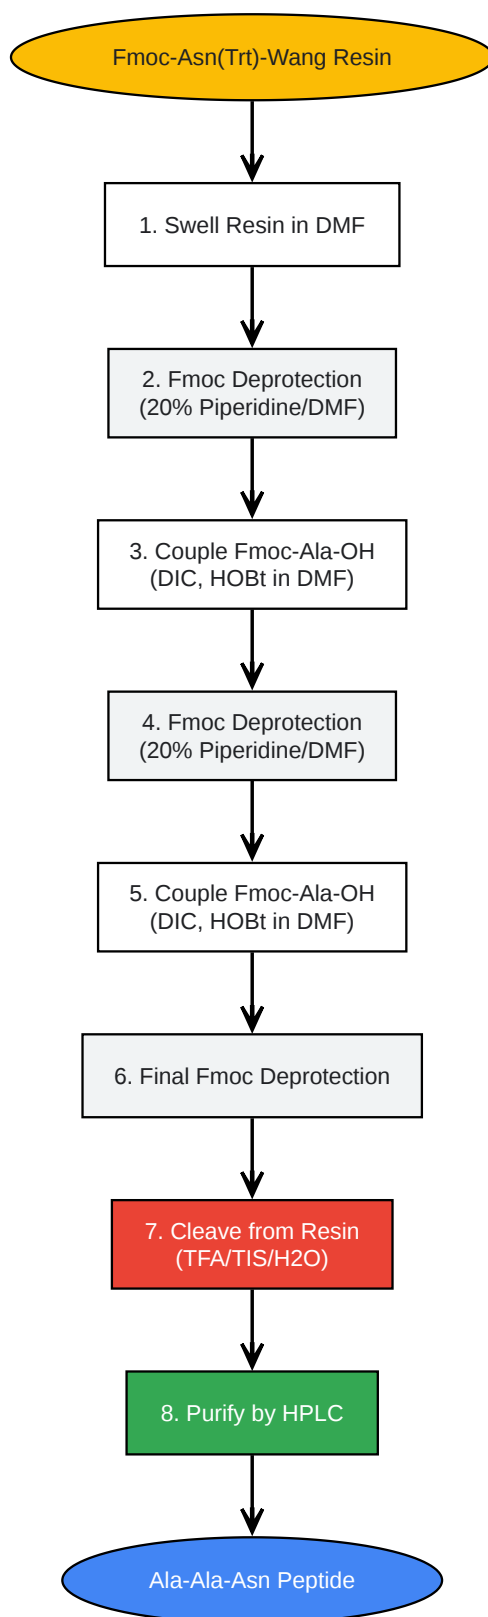 Fmoc-Asn(Trt)-Wang Resin
1. Swell Resin in DMF
2. Fmoc Deprotection
(20% Piperidine/DMF)
3. Couple Fmoc-Ala-OH
(DIC, HOBt in DMF)
4. Fmoc Deprotection
(20% Piperidine/DMF)
5. Couple Fmoc-Ala-OH
(DIC, HOBt in DMF)
6. Final Fmoc Deprotection
7. Cleave from Resin
(TFA/TIS/H2O)
8. Purify by HPLC
Ala-Ala-Asn Peptide